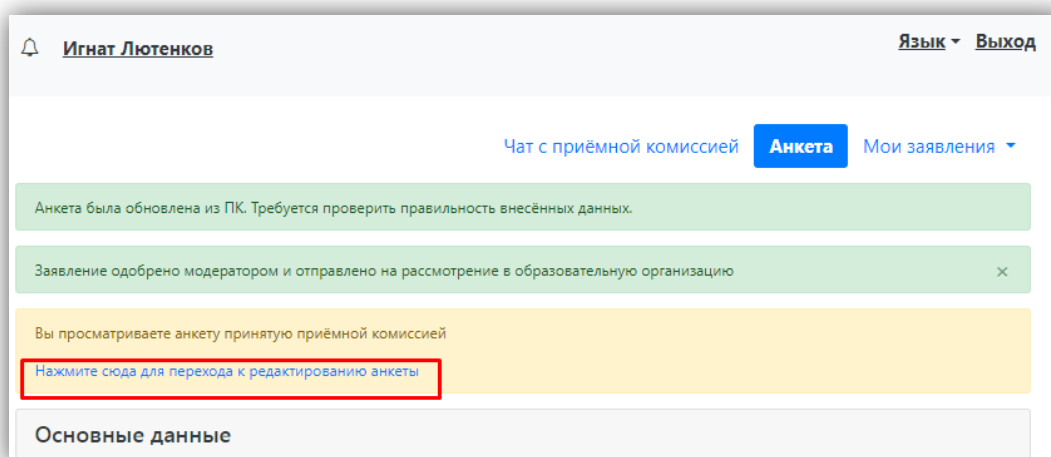 Игнат Лютенков
Язык Выход
Чат с приёмной комиссией Анкета Мои заявления
Анкета была обновлена из ПК. Требуется проверить правильность внесённых данных.
Заявление одобрено модератором и отправлено на рассмотрение в образовательную организацию ×
Вы просматриваете анкету принятую приёмной комиссией
Нажмите сюда для перехода к редактированию анкеты
Основные данные